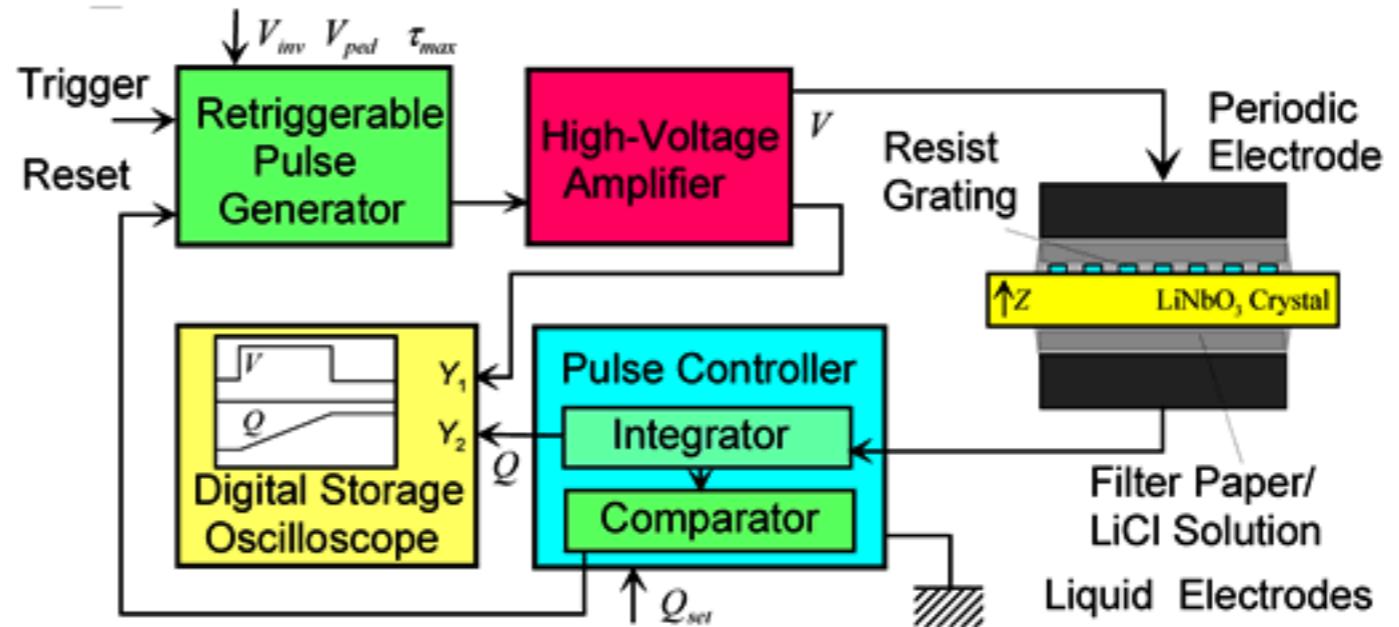 V_inv V_ped τ_max
Trigger
Reset
Retriggerable
Pulse
Generator
High-Voltage
Amplifier
V
Periodic
Electrode
Resist
Grating
Z
LiNbO₃ Crystal
V
Q
Y₁
Y₂
Digital Storage
Oscilloscope
Q
Pulse Controller
Integrator
Comparator
Q_set
Filter Paper/
LiCl Solution
Liquid Electrodes